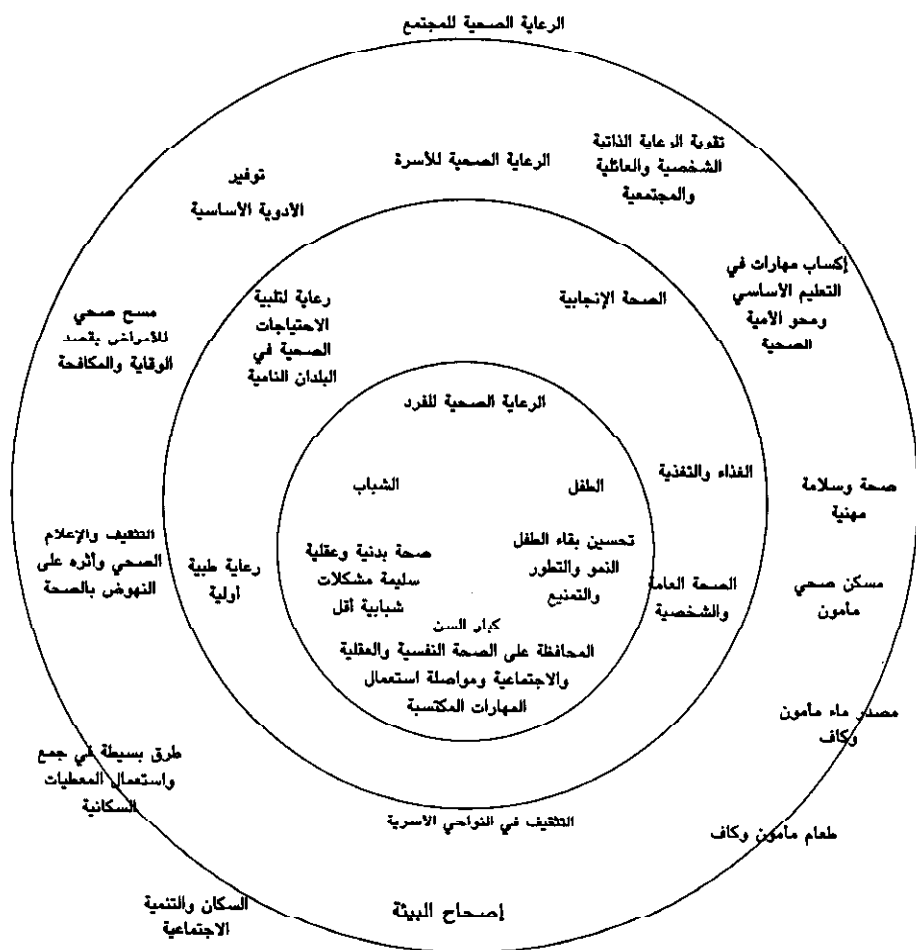 الرعاية الصحية للمجتمع
تقوية الرعاية الذاتية
الشخصية والعائلية
والمجتمعية
الرعاية الصحية للأسرة
توفير
الأدوية الأساسية
إكساب مهارات في
التعليم الأساسي
ومحو الأمية
الصحية
الصحة الإنجابية
رعاية لتلبية
الاحتياجات
الصحية في
البلدان النامية
مسح صحي
للأمراض بقصد
الوقاية والمكافحة
الرعاية الصحية للفرد
صحة وسلامة
مهنية
الغذاء والتغذية
الطفل
الشباب
تحسين بقاء الطفل
النمو والتطور
والتمنيع
صحة بدنية وعقلية
سليمة مشكلات
شبابية أقل
التثقيف والإعلام
الصحي وأثره على
النهوض بالصحة
رعاية طبية
أولية
الصحة العامة
والشخصية
مسكن صحي
مأمون
كبار السن
المحافظة على الصحة النفسية والعقلية
والاجتماعية ومواصلة استعمال
المهارات المكتسبة
مصدر ماء مأمون
وكاف
طرق بسيطة في جمع
واستعمال المعطيات
السكانية
التثقيف في النواحي الأسرية
طعام مأمون وكاف
السكان والتنمية
الاجتماعية
إصحاح البيئة